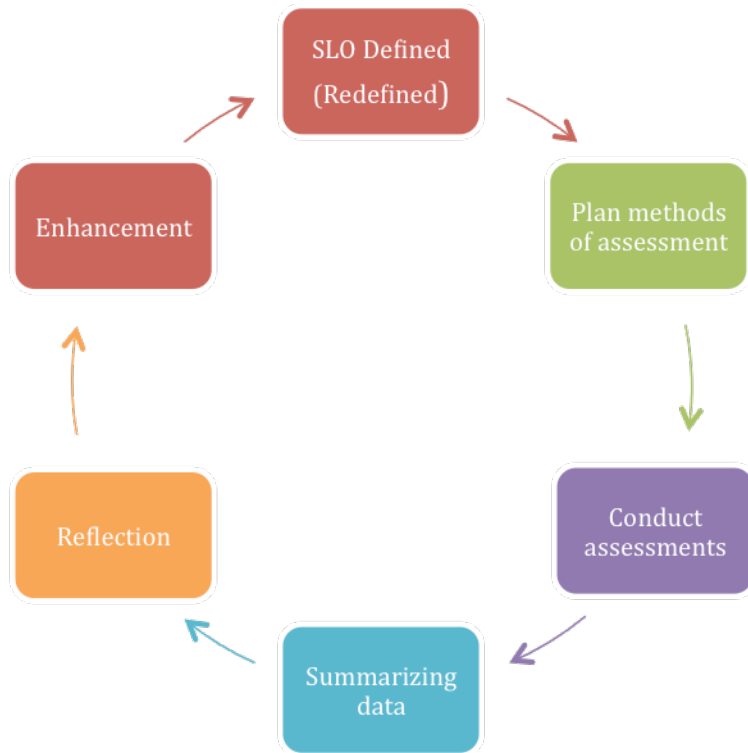 SLO Defined
(Redefined)
Plan methods
of assessment
Conduct
assessments
Summarizing
data
Reflection
Enhancement